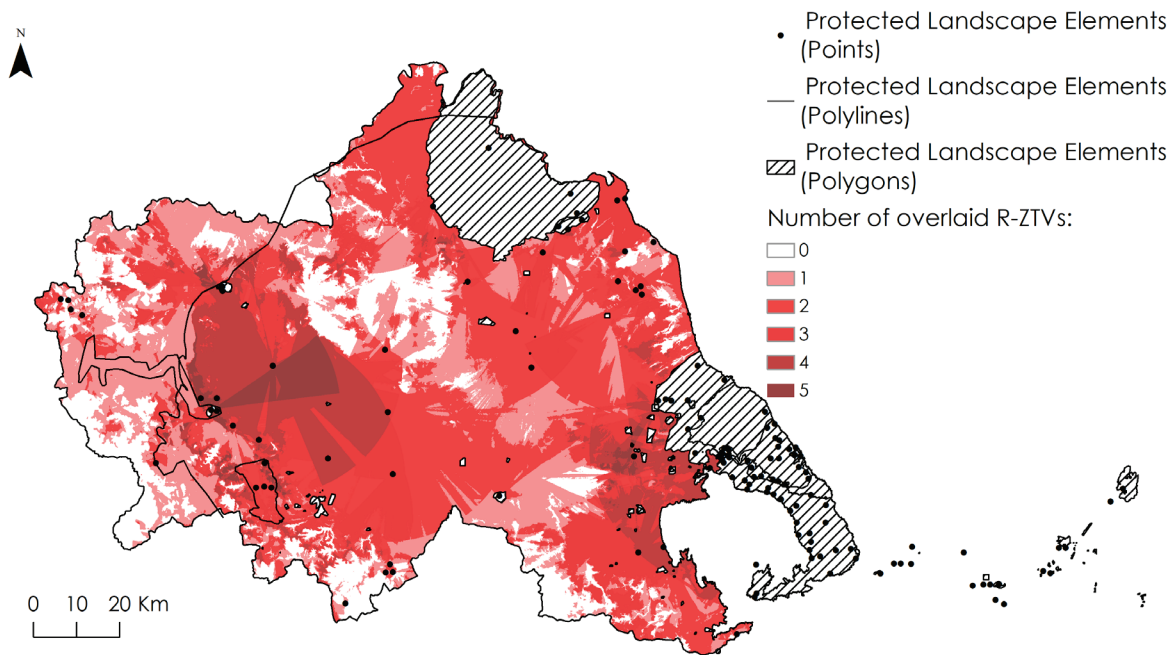 N
Protected Landscape Elements
(Points)
Protected Landscape Elements
(Polylines)
Protected Landscape Elements
(Polygons)
Number of overlaid R-ZTVs:
0
1
2
3
4
5
0 10 20 Km